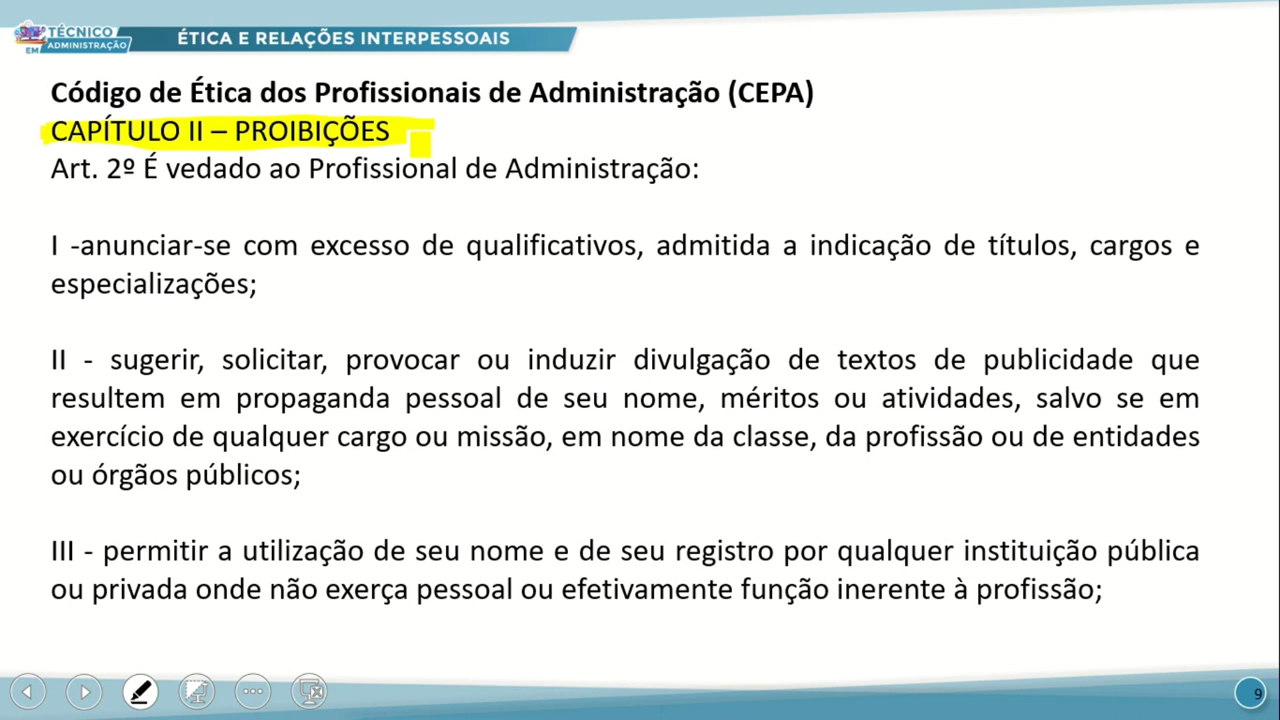 TÉCNICO
EM ADMINISTRAÇÃO
ÉTICA E RELAÇÕES INTERPESSOAIS
Código de Ética dos Profissionais de Administração (CEPA)
CAPÍTULO II – PROIBIÇÕES
Art. 2º É vedado ao Profissional de Administração:
I -anunciar-se com excesso de qualificativos, admitida a indicação de títulos, cargos e
especializações;
II - sugerir, solicitar, provocar ou induzir divulgação de textos de publicidade que
resultem em propaganda pessoal de seu nome, méritos ou atividades, salvo se em
exercício de qualquer cargo ou missão, em nome da classe, da profissão ou de entidades
ou órgãos públicos;
III - permitir a utilização de seu nome e de seu registro por qualquer instituição pública
ou privada onde não exerça pessoal ou efetivamente função inerente à profissão;
9